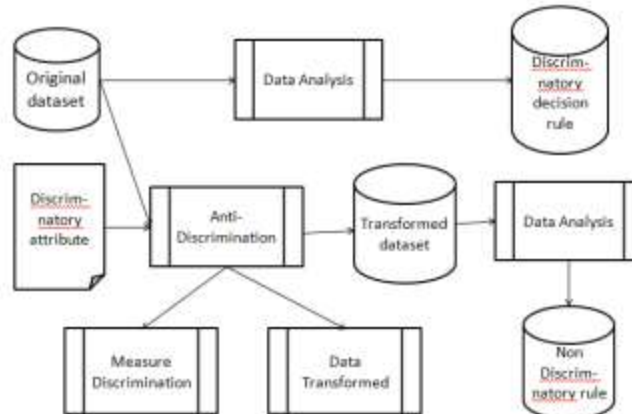 Original
dataset
Data Analysis
Discrim-
natory
decision
rule
Discrim-
natory
attribute
Anti-
Discrimination
Transformed
dataset
Data Analysis
Measure
Discrimination
Data
Transformed
Non
Discrim-
natory rule